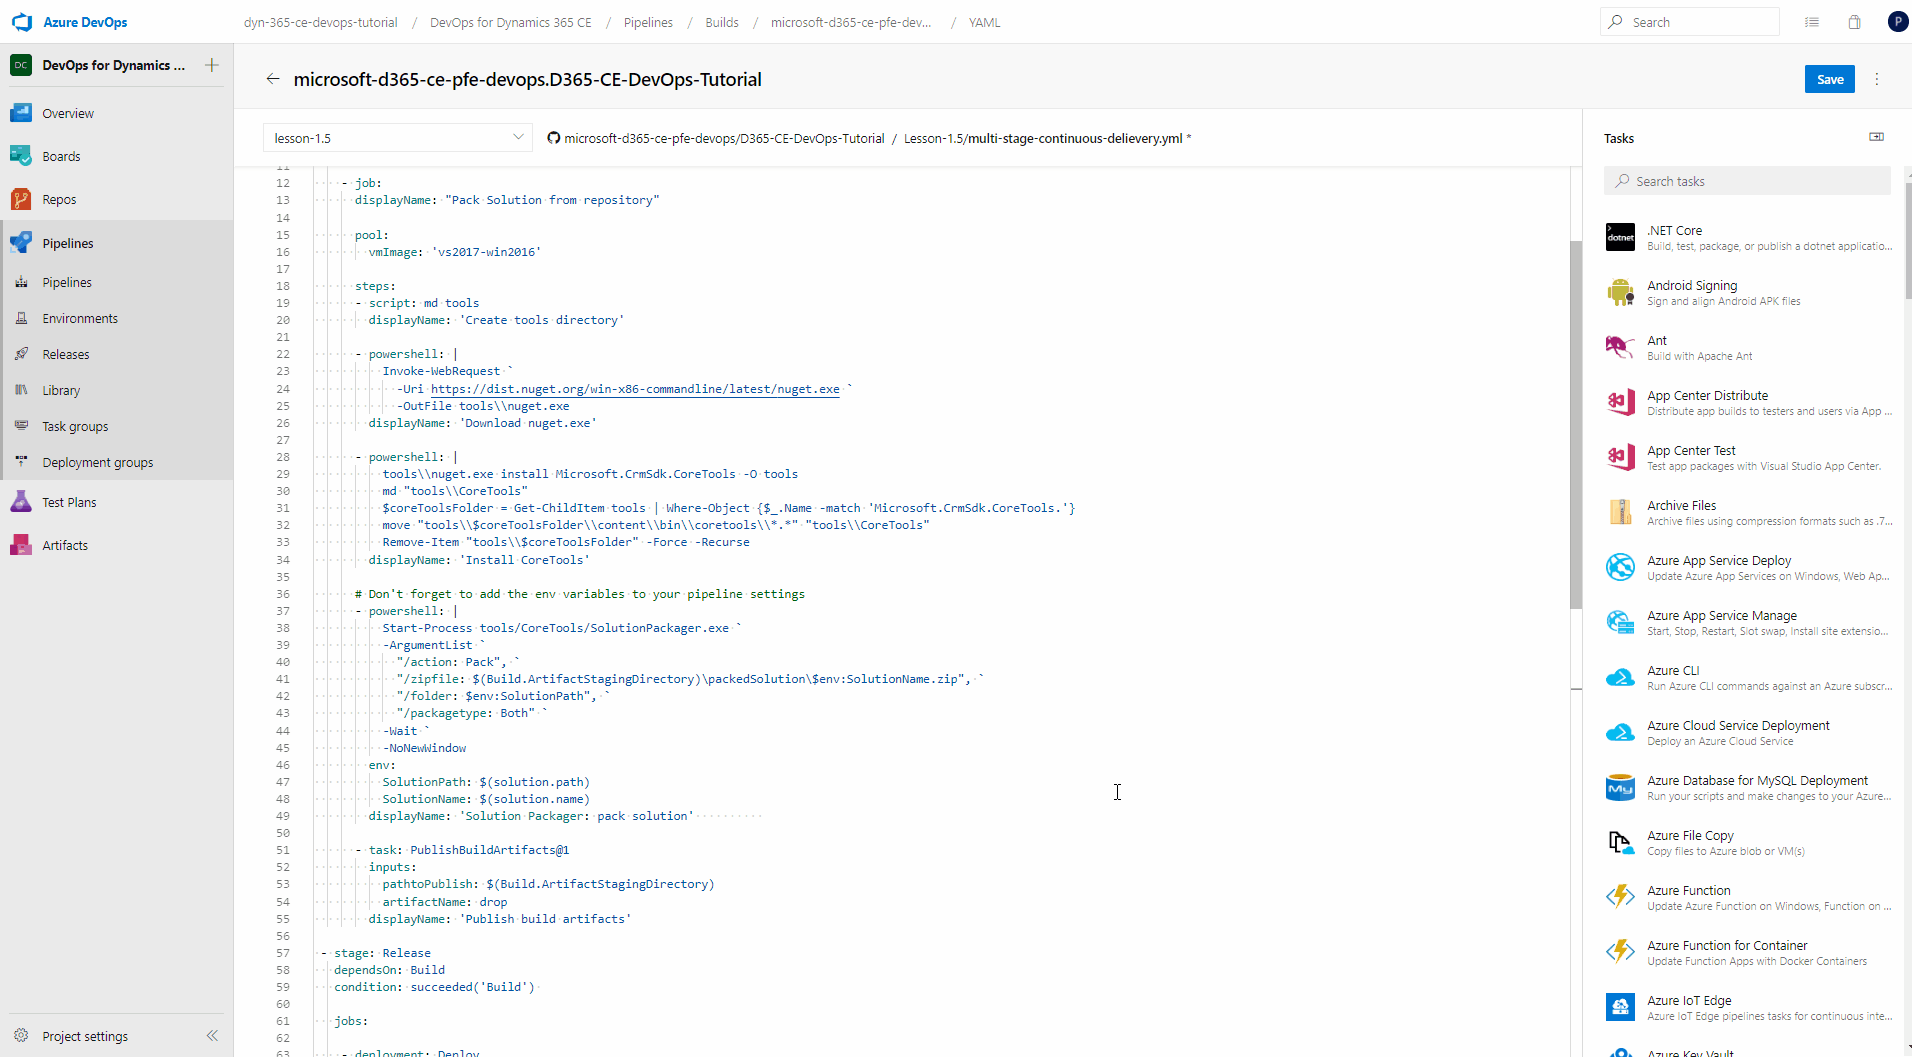 Azure DevOps
dyn-365-ce-devops-tutorial / DevOps for Dynamics 365 CE / Pipelines / Builds / microsoft-d365-ce-pfe-dev... / YAML
Search
P
DC DevOps for Dynamics ...
Overview
Boards
Repos
Pipelines
Pipelines
Environments
Releases
Library
Task groups
Deployment groups
Test Plans
Artifacts
Project settings
microsoft-d365-ce-pfe-devops.D365-CE-DevOps-Tutorial
Save
lesson-1.5
microsoft-d365-ce-pfe-devops/D365-CE-DevOps-Tutorial / Lesson-1.5/multi-stage-continuous-delievery.yml *
11
12 - job:
13 displayName: "Pack Solution from repository"
14
15 pool:
16 vmImage: 'vs2017-win2016'
17
18 steps:
19 - script: md tools
20 displayName: 'Create tools directory'
21
22 - powershell: |
23 Invoke-WebRequest `
24 -Uri https://dist.nuget.org/win-x86-commandline/latest/nuget.exe `
25 -OutFile tools\\nuget.exe
26 displayName: 'Download nuget.exe'
27
28 - powershell: |
29 tools\\nuget.exe install Microsoft.CrmSdk.CoreTools -O tools
30 md "tools\\CoreTools"
31 $coreToolsFolder = Get-ChildItem tools | Where-Object {$_.Name -match 'Microsoft.CrmSdk.CoreTools.'}
32 move "tools\\$coreToolsFolder\\content\\bin\\coretools\\*.*" "tools\\CoreTools"
33 Remove-Item "tools\\$coreToolsFolder" -Force -Recurse
34 displayName: 'Install CoreTools'
35
36 # Don't forget to add the env variables to your pipeline settings
37 - powershell: |
38 Start-Process tools/CoreTools/SolutionPackager.exe `
39 -ArgumentList `
40 "/action: Pack", `
41 "/zipfile: $(Build.ArtifactStagingDirectory)\packedSolution\$env:SolutionName.zip", `
42 "/folder: $env:SolutionPath", `
43 "/packagetype: Both" `
44 -Wait `
45 -NoNewWindow
46 env:
47 SolutionPath: $(solution.path)
48 SolutionName: $(solution.name)
49 displayName: 'Solution Packager: pack solution'
50
51 - task: PublishBuildArtifacts@1
52 inputs:
53 pathtoPublish: $(Build.ArtifactStagingDirectory)
54 artifactName: drop
55 displayName: 'Publish build artifacts'
56
57 - stage: Release
58 dependsOn: Build
59 condition: succeeded('Build')
60
61 jobs:
62
63 - deployment: Deploy
Tasks
Search tasks
dotnet
.NET Core
Build, test, package, or publish a dotnet applicatio...
Android Signing
Sign and align Android APK files
Ant
Build with Apache Ant
App Center Distribute
Distribute app builds to testers and users via App ...
App Center Test
Test app packages with Visual Studio App Center.
Archive Files
Archive files using compression formats such as .7...
Azure App Service Deploy
Update Azure App Services on Windows, Web Ap...
Azure App Service Manage
Start, Stop, Restart, Slot swap, Install site extensio...
Azure CLI
Run Azure CLI commands against an Azure subscr...
Azure Cloud Service Deployment
Deploy an Azure Cloud Service
My
Azure Database for MySQL Deployment
Run your scripts and make changes to your Azure...
Azure File Copy
Copy files to Azure blob or VM(s)
Azure Function
Update Azure Function on Windows, Function on ...
Azure Function for Container
Update Function Apps with Docker Containers
Azure IoT Edge
Azure IoT Edge pipelines tasks for continuous inte...
Azure Key Vault